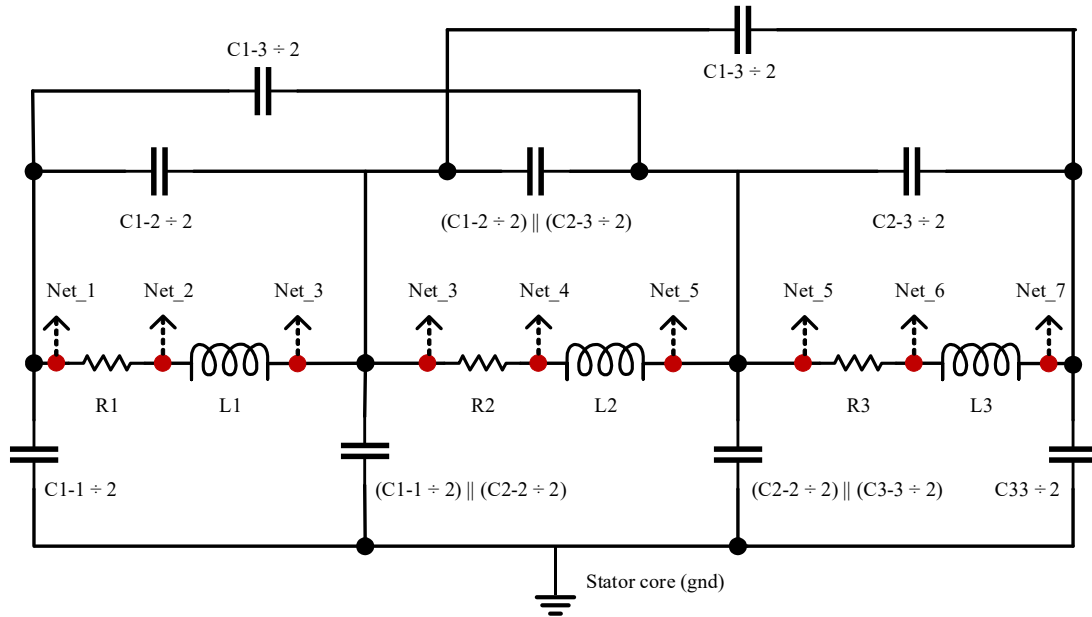 C1-3 ÷ 2
C1-3 ÷ 2
C1-2 ÷ 2
(C1-2 ÷ 2) || (C2-3 ÷ 2)
C2-3 ÷ 2
Net_1
Net_2
Net_3
Net_3
Net_4
Net_5
Net_5
Net_6
Net_7
R1
L1
R2
L2
R3
L3
C1-1 ÷ 2
(C1-1 ÷ 2) || (C2-2 ÷ 2)
(C2-2 ÷ 2) || (C3-3 ÷ 2)
C33 ÷ 2
Stator core (gnd)